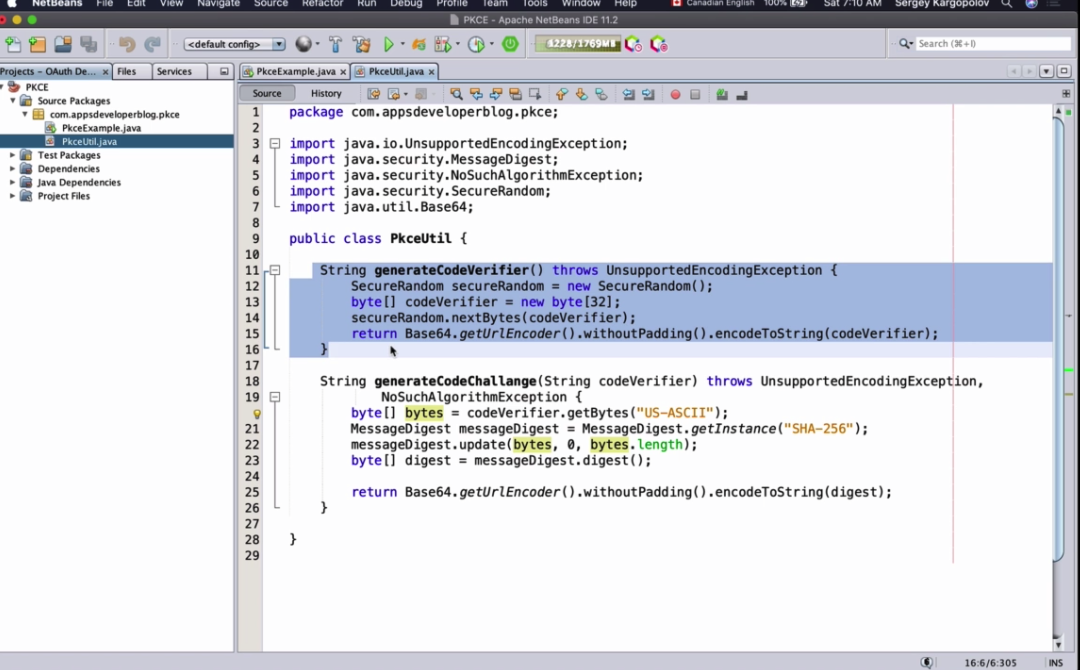 NetBeans File Edit View Navigate Source Refactor Run Debug Profile Team Tools Window Help Canadian English 100% Sat 7:10 AM Sergey Kargopolov
PKCE - Apache NetBeans IDE 11.2
<default config> 1228/1769MB Search (⌘+I)
Projects ~ OAuth De... × Files Services PkceExample.java × PkceUtil.java ×
Source History
PKCE
Source Packages
com.appsdeveloperblog.pkce
PkceExample.java
PkceUtil.java
Test Packages
Dependencies
Java Dependencies
Project Files
1 package com.appsdeveloperblog.pkce;
2
3 import java.io.UnsupportedEncodingException;
4 import java.security.MessageDigest;
5 import java.security.NoSuchAlgorithmException;
6 import java.security.SecureRandom;
7 import java.util.Base64;
8
9 public class PkceUtil {
10
11 String generateCodeVerifier() throws UnsupportedEncodingException {
12 SecureRandom secureRandom = new SecureRandom();
13 byte[] codeVerifier = new byte[32];
14 secureRandom.nextBytes(codeVerifier);
15 return Base64.getUrlEncoder().withoutPadding().encodeToString(codeVerifier);
16 }
17
18 String generateCodeChallange(String codeVerifier) throws UnsupportedEncodingException,
19 NoSuchAlgorithmException {
byte[] bytes = codeVerifier.getBytes("US-ASCII");
21 MessageDigest messageDigest = MessageDigest.getInstance("SHA-256");
22 messageDigest.update(bytes, 0, bytes.length);
23 byte[] digest = messageDigest.digest();
24
25 return Base64.getUrlEncoder().withoutPadding().encodeToString(digest);
26 }
27
28 }
29
16:6/6:305 INS